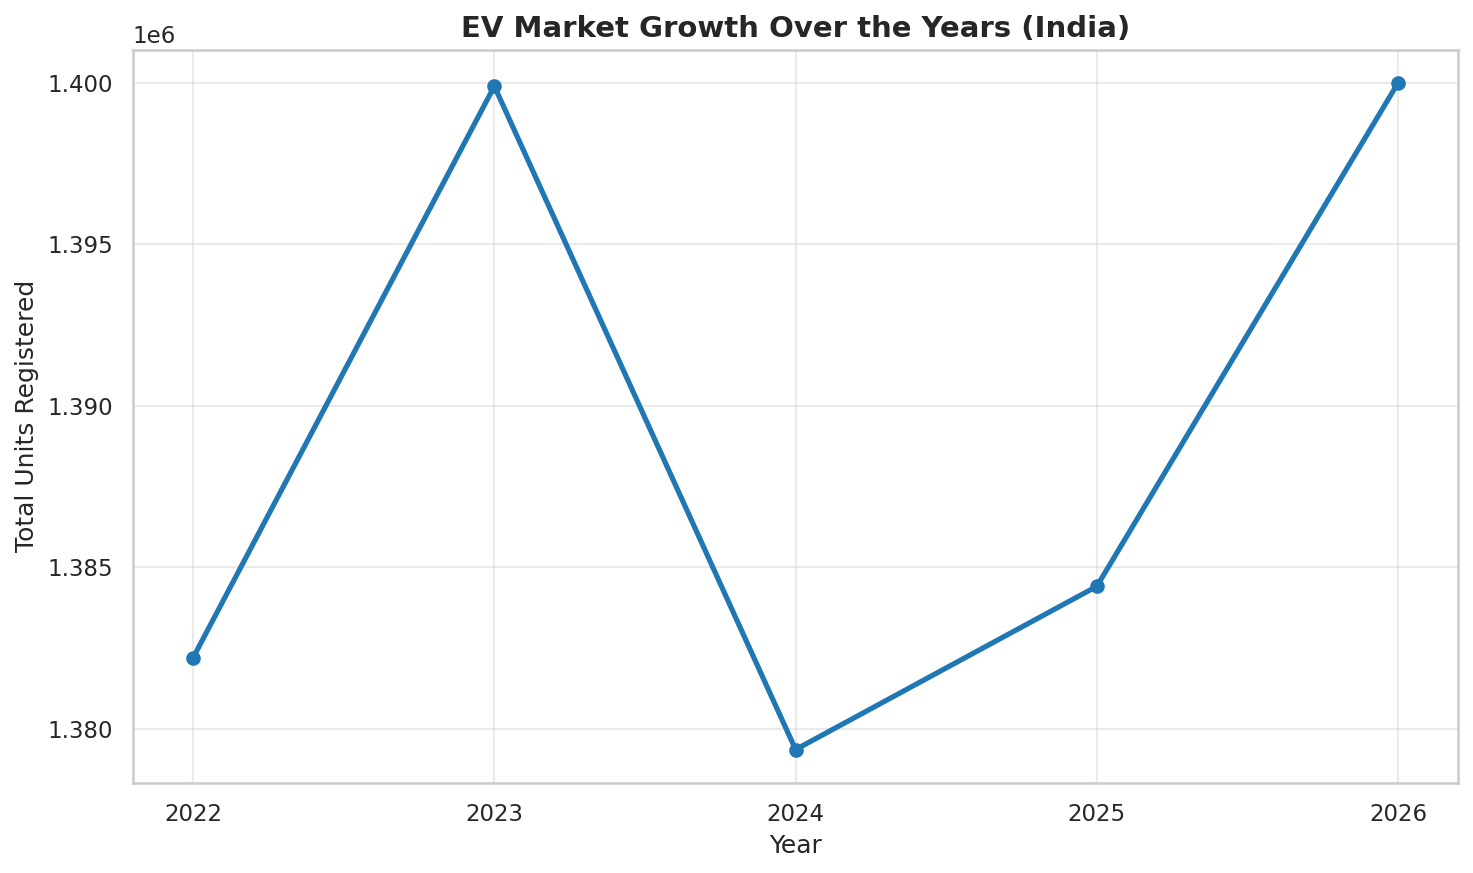 EV Market Growth Over the Years (India)
1e6
1.400
1.395
1.390
1.385
1.380
Total Units Registered
2022 2023 2024 2025 2026
Year